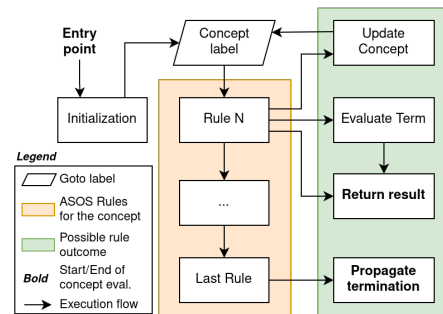 Entry
point
Concept
label
Update
Concept
Initialization
Rule N
Evaluate Term
...
Return result
Last Rule
Propagate
termination
Legend
Goto label
ASOS Rules
for the concept
Possible rule
outcome
Bold
Start/End of
concept eval.
Execution flow